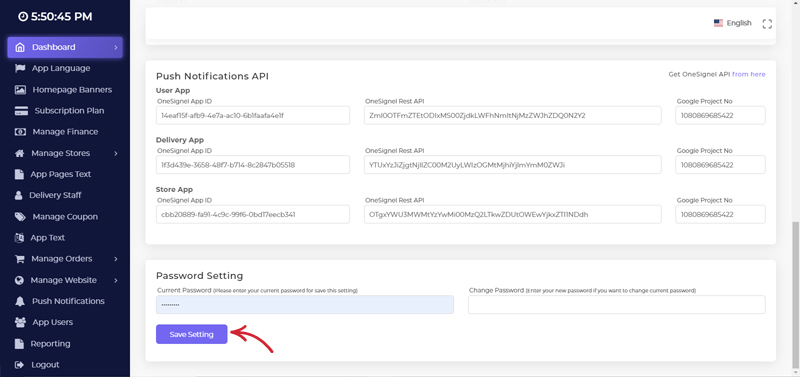 5:50:45 PM
Dashboard
App Language
Homepage Banners
Subscription Plan
Manage Finance
Manage Stores
App Pages Text
Delivery Staff
Manage Coupon
App Text
Manage Orders
Manage Website
Push Notifications
App Users
Reporting
Logout
English
Push Notifications API
Get OneSignel API from here
User App
OneSignel App ID OneSignel Rest API Google Project No
14eaf15f-afb9-4e7a-ac10-6b1faafa4e1f 1080869685422
Delivery App
OneSignel App ID OneSignel Rest API Google Project No
1f3d439e-3658-48f7-b714-8c2847b05518 1080869685422
Store App
OneSignel App ID OneSignel Rest API Google Project No
cbb20889-fa91-4c9c-99f6-0bd17eecb341 1080869685422
Password Setting
Current Password (Please enter your current password for save this setting) Change Password (Enter your new password if you want to change current password)
Save Setting